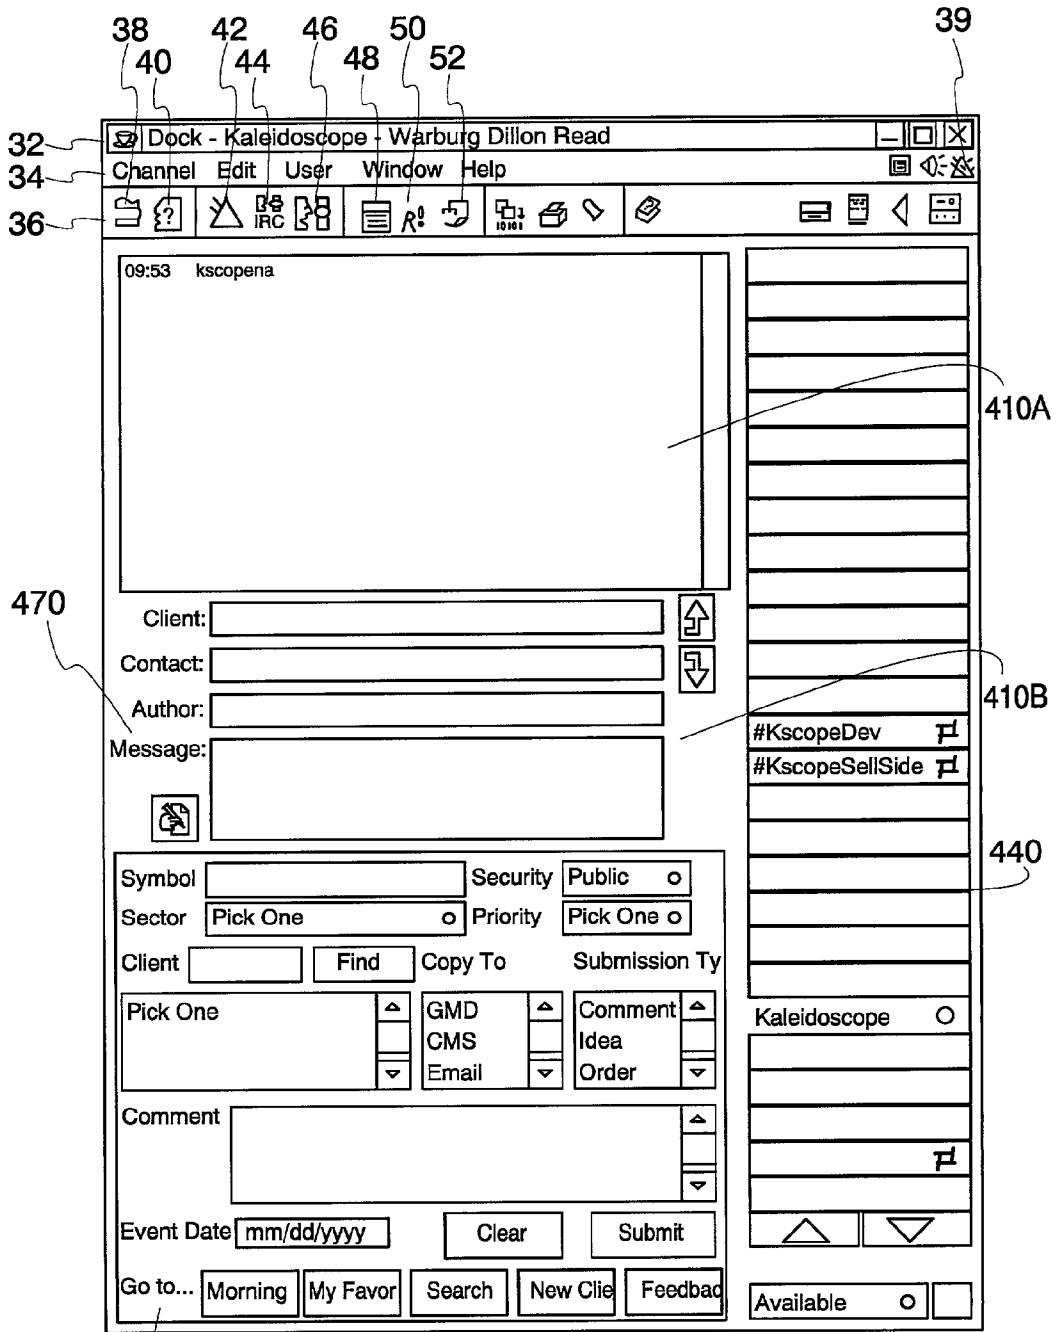 38 42 46 50 39
40 44 48 52
32 Dock - Kaleidoscope - Warburg Dillon Read
34 Channel Edit User Window Help
36 ? IRC R! 10101
09:53 kscopena
410A
470
Client:
Contact:
410B
Author:
#KscopeDev
Message:
#KscopeSellSide
440
Symbol Security Public
Sector Pick One Priority Pick One
Client Find Copy To Submission Ty
Pick One GMD Comment
CMS Idea
Email Order
Kaleidoscope
Comment
Event Date mm/dd/yyyy Clear Submit
Go to... Morning My Favor Search New Clie Feedbac
Available